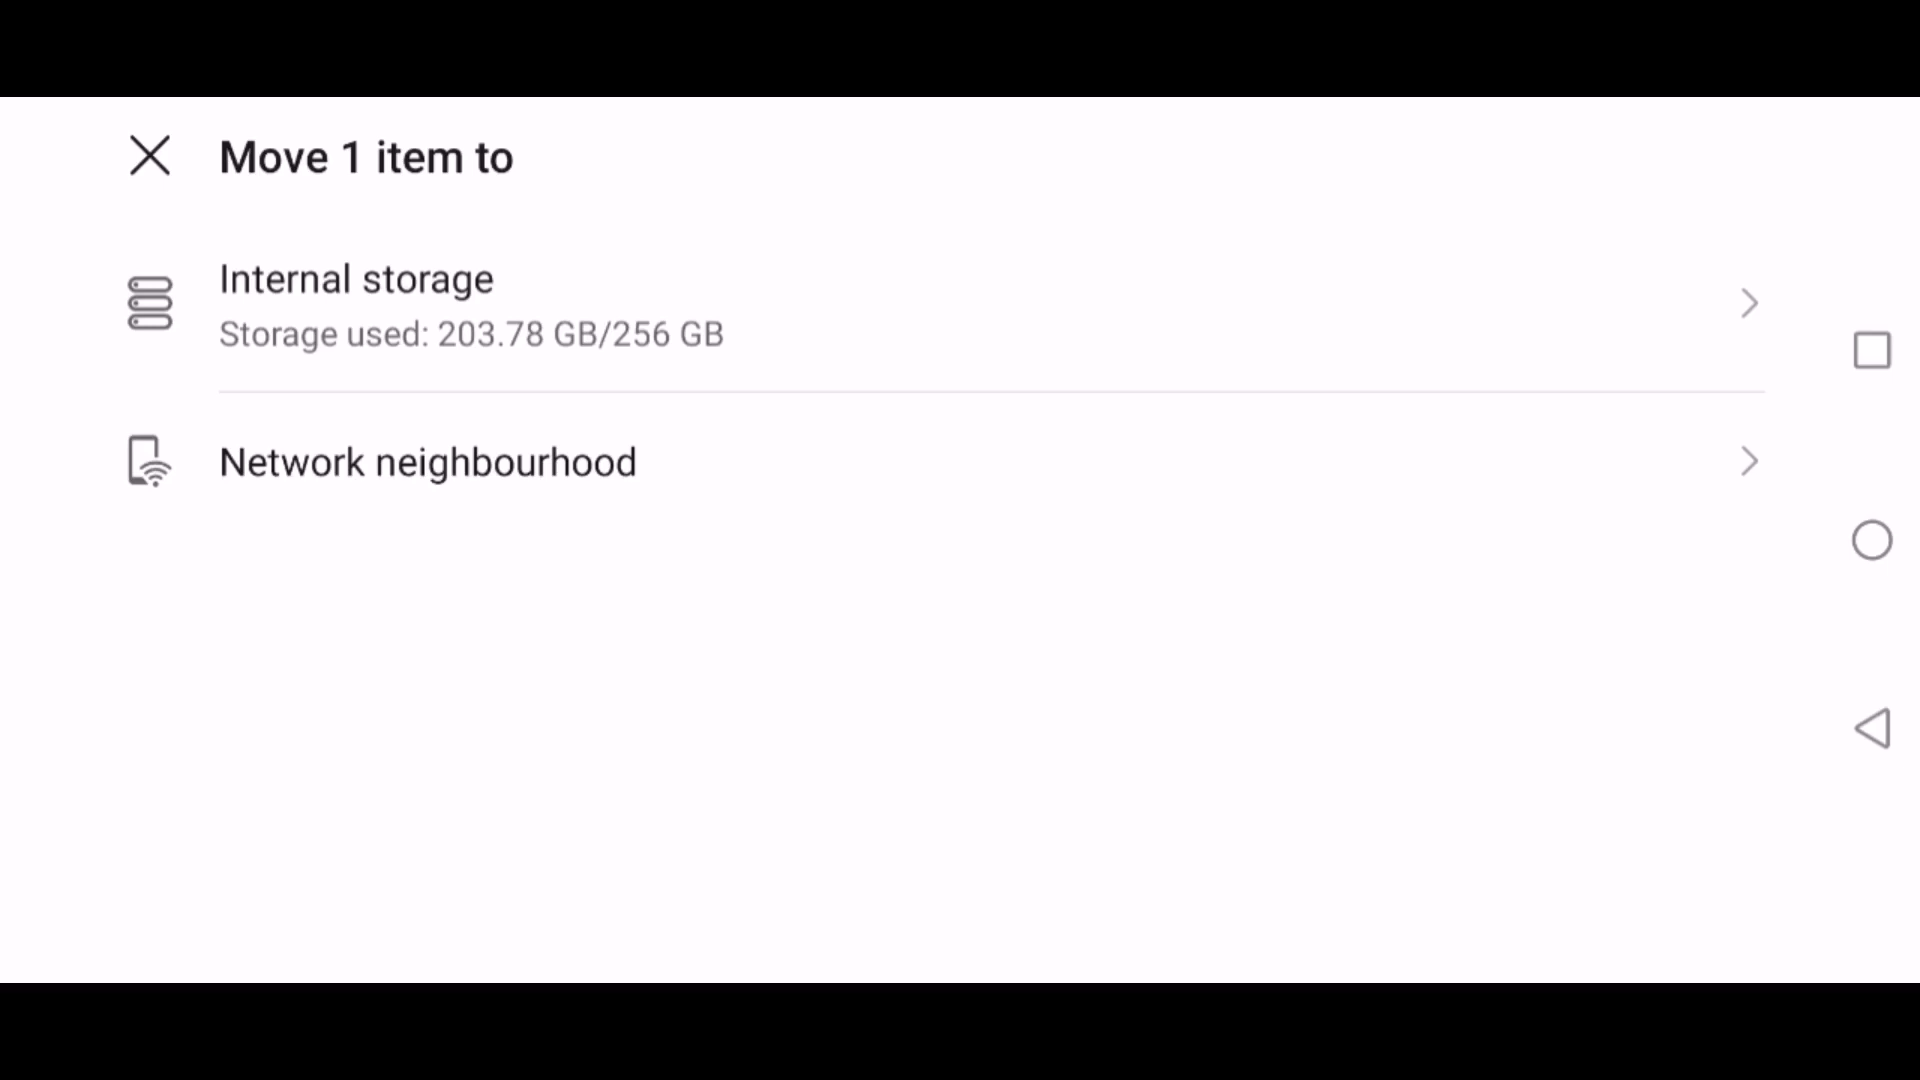 Move 1 item to
Internal storage
Storage used: 203.78 GB/256 GB
Network neighbourhood